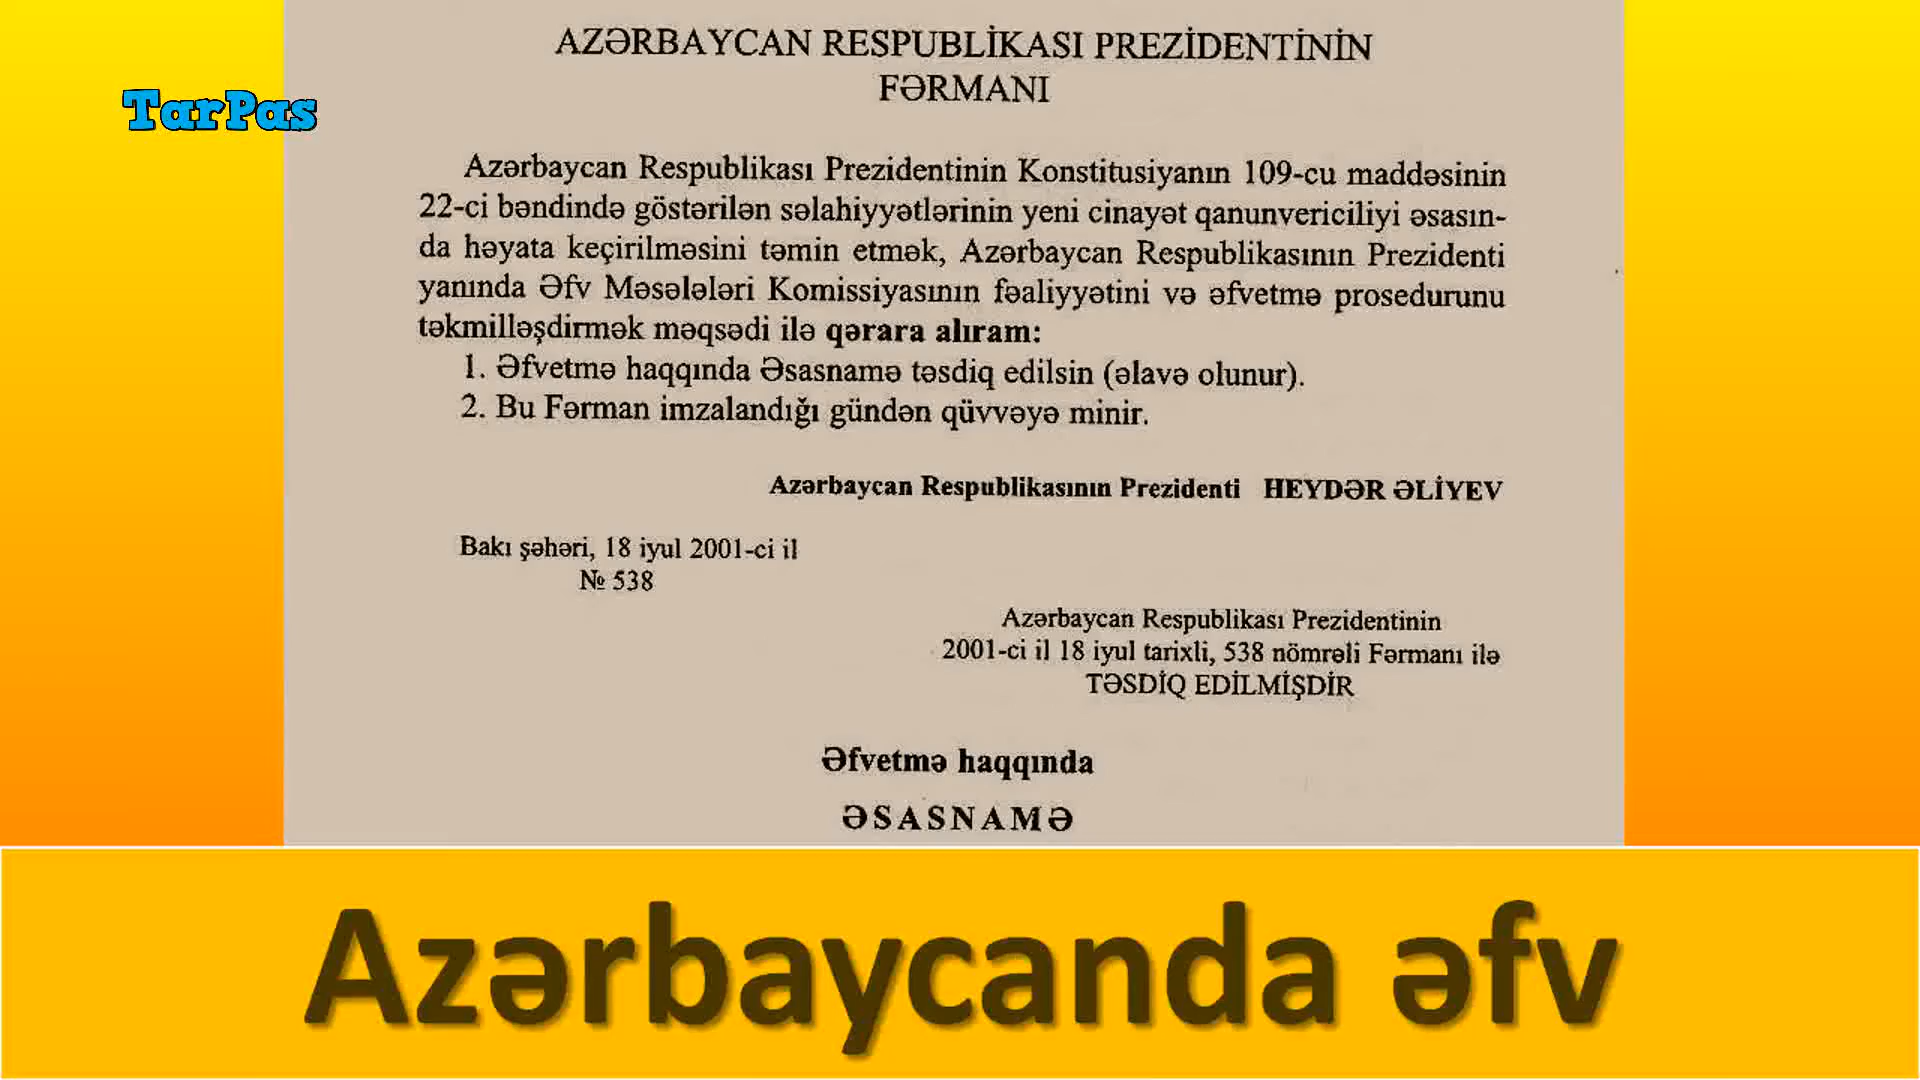 AZƏRBAYCAN RESPUBLİKASI PREZİDENTİNİN
FƏRMANI
TarPas
Azərbaycan Respublikası Prezidentinin Konstitusiyanın 109-cu maddəsinin
22-ci bəndində göstərilən səlahiyyətlərinin yeni cinayət qanunvericiliyi əsasın-
da həyata keçirilməsini təmin etmək, Azərbaycan Respublikasının Prezidenti
yanında Əfv Məsələləri Komissiyasının fəaliyyətini və əfvetmə prosedurunu
təkmilləşdirmək məqsədi ilə qərara alıram:
1. Əfvetmə haqqında Əsasnamə təsdiq edilsin (əlavə olunur).
2. Bu Fərman imzalandığı gündən qüvvəyə minir.
Azərbaycan Respublikasının Prezidenti HEYDƏR ƏLİYEV
Bakı şəhəri, 18 iyul 2001-ci il
№ 538
Azərbaycan Respublikası Prezidentinin
2001-ci il 18 iyul tarixli, 538 nömrəli Fərmanı ilə
TƏSDİQ EDİLMİŞDİR
Əfvetmə haqqında
ƏSASNAMƏ
Azərbaycanda əfv